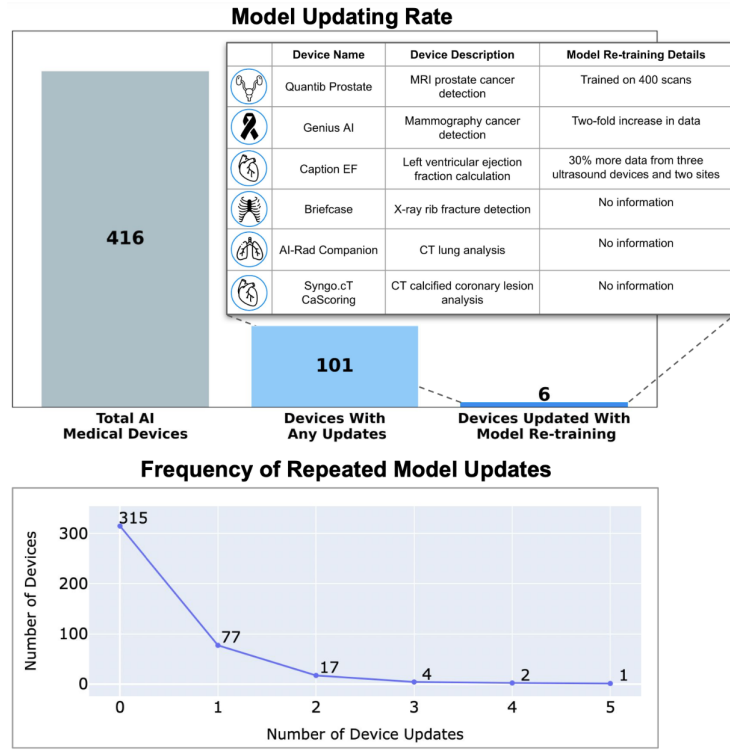 Model Updating Rate
Device Name
Device Description
Model Re-training Details
Quantib Prostate
MRI prostate cancer
detection
Trained on 400 scans
Genius AI
Mammography cancer
detection
Two-fold increase in data
Caption EF
Left ventricular ejection
fraction calculation
30% more data from three
ultrasound devices and two sites
Briefcase
X-ray rib fracture detection
No information
AI-Rad Companion
CT lung analysis
No information
Syngo.cT
CaScoring
CT calcified coronary lesion
analysis
No information
416
101
6
Total AI
Medical Devices
Devices With
Any Updates
Devices Updated With
Model Re-training
Frequency of Repeated Model Updates
Number of Devices
300
200
100
0
315
77
17
4
2
1
0
1
2
3
4
5
Number of Device Updates